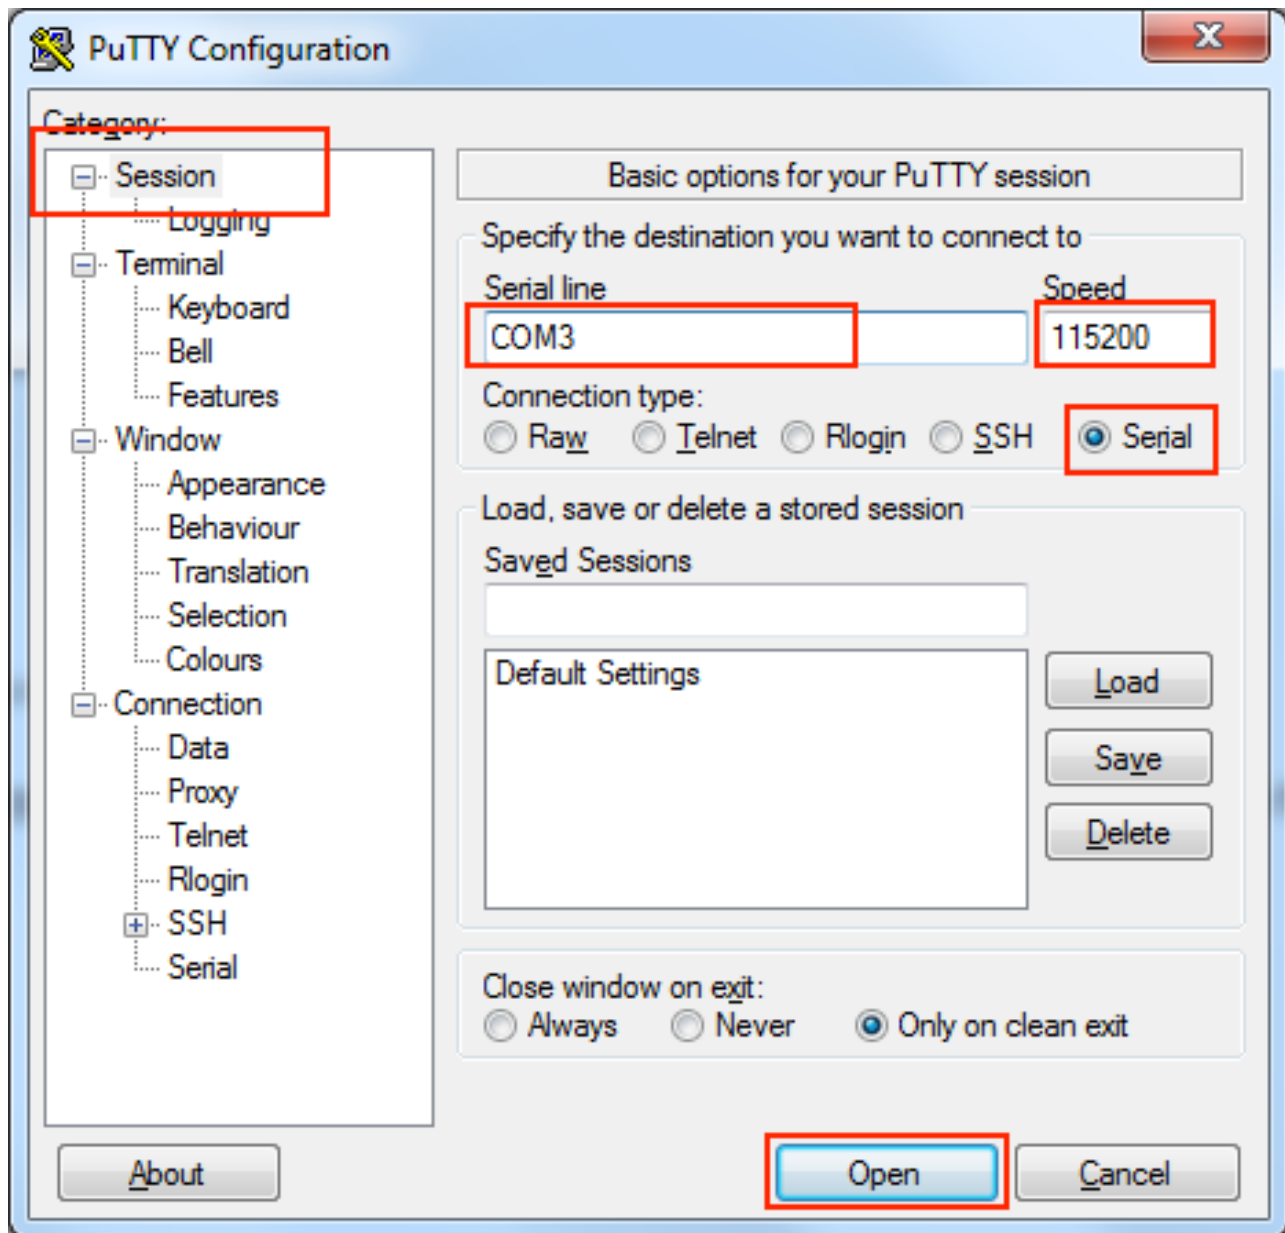 PuTTY Configuration
x
Category:
Session
Logging
Terminal
Keyboard
Bell
Features
Window
Appearance
Behaviour
Translation
Selection
Colours
Connection
Data
Proxy
Telnet
Rlogin
SSH
Serial
Basic options for your PuTTY session
Specify the destination you want to connect to
Serial line Speed
COM3 115200
Connection type:
Raw Telnet Rlogin SSH Serial
Load, save or delete a stored session
Saved Sessions
Default Settings
Load
Save
Delete
Close window on exit:
Always Never Only on clean exit
About Open Cancel